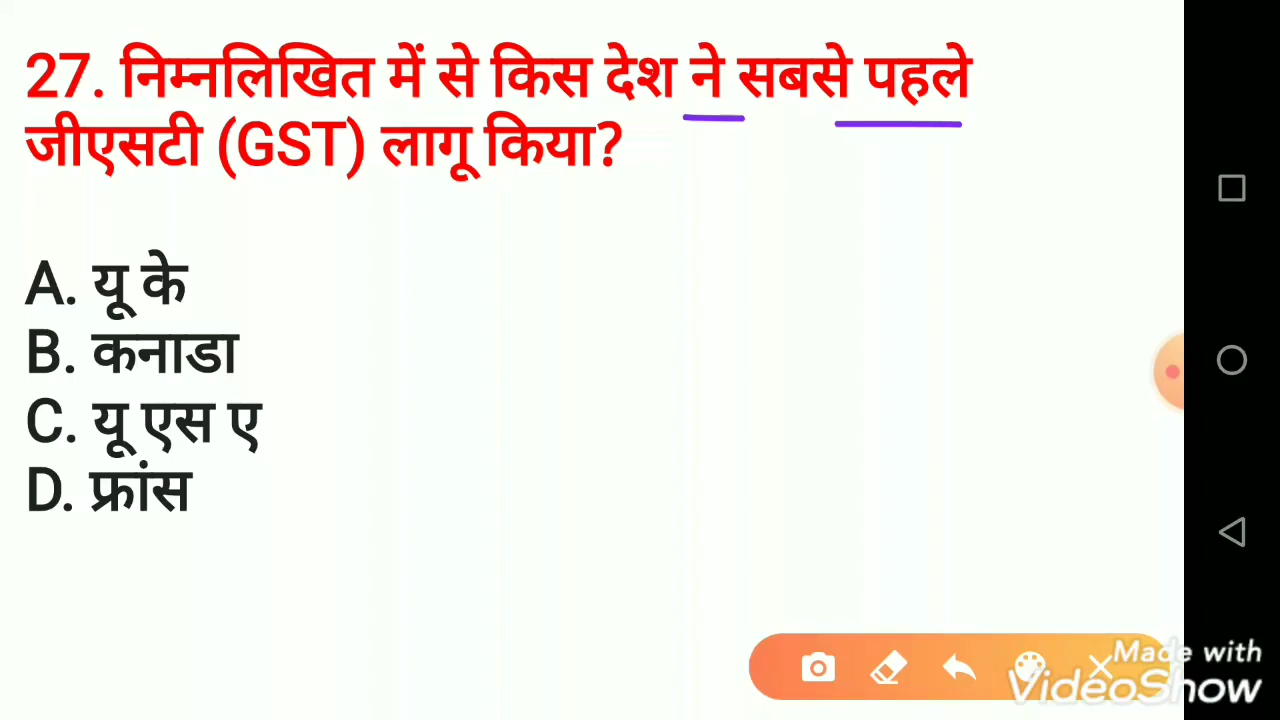 27. निम्नलिखित में से किस देश ने सबसे पहले
जीएसटी (GST) लागू किया?
A. यू के
B. कनाडा
C. यू एस ए
D. फ्रांस
Made with
VideoShow